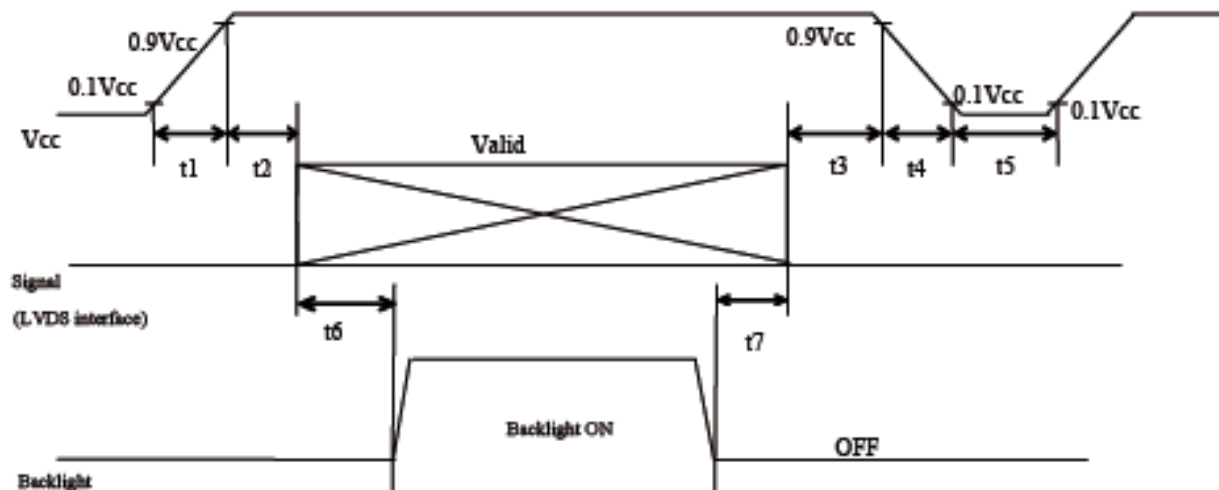 0.9Vcc
0.9Vcc
0.1Vcc
0.1Vcc
0.1Vcc
Vcc
Valid
t1
t2
t3
t4
t5
Signal
(LVDS interface)
t6
t7
Backlight ON
OFF
Backlight